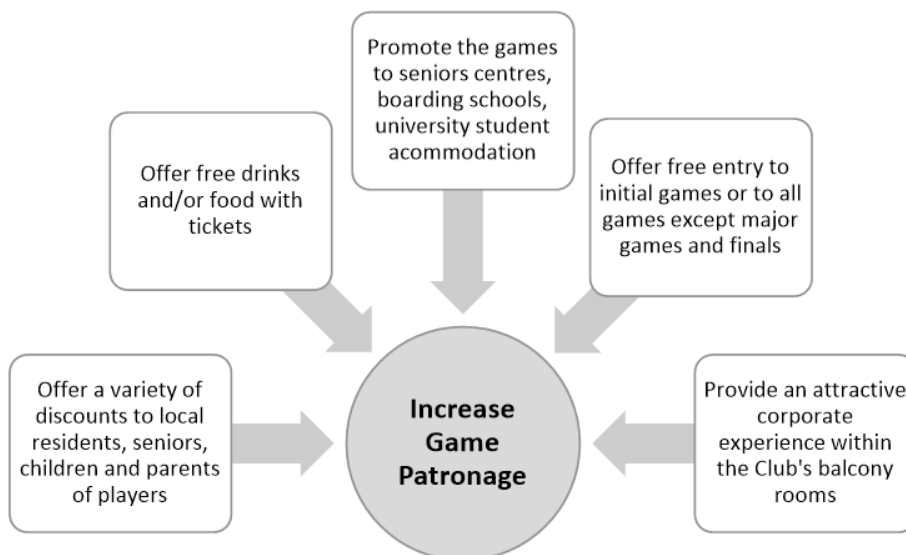 Promote the games
to seniors centres,
boarding schools,
university student
acommodation
Offer free drinks
and/or food with
tickets
Offer free entry to
initial games or to all
games except major
games and finals
Offer a variety of
discounts to local
residents, seniors,
children and parents
of players
Increase
Game
Patronage
Provide an attractive
corporate
experience within
the Club's balcony
rooms